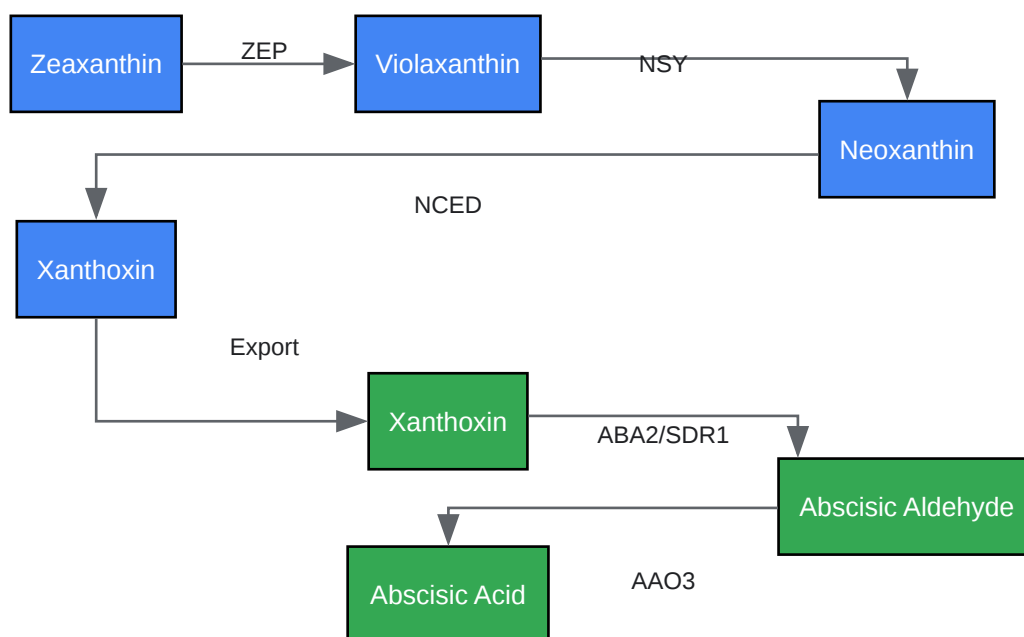 Zeaxanthin
ZEP
Violaxanthin
NSY
Neoxanthin
NCED
Xanthoxin
Export
Xanthoxin
ABA2/SDR1
Abscisic Aldehyde
AAO3
Abscisic Acid